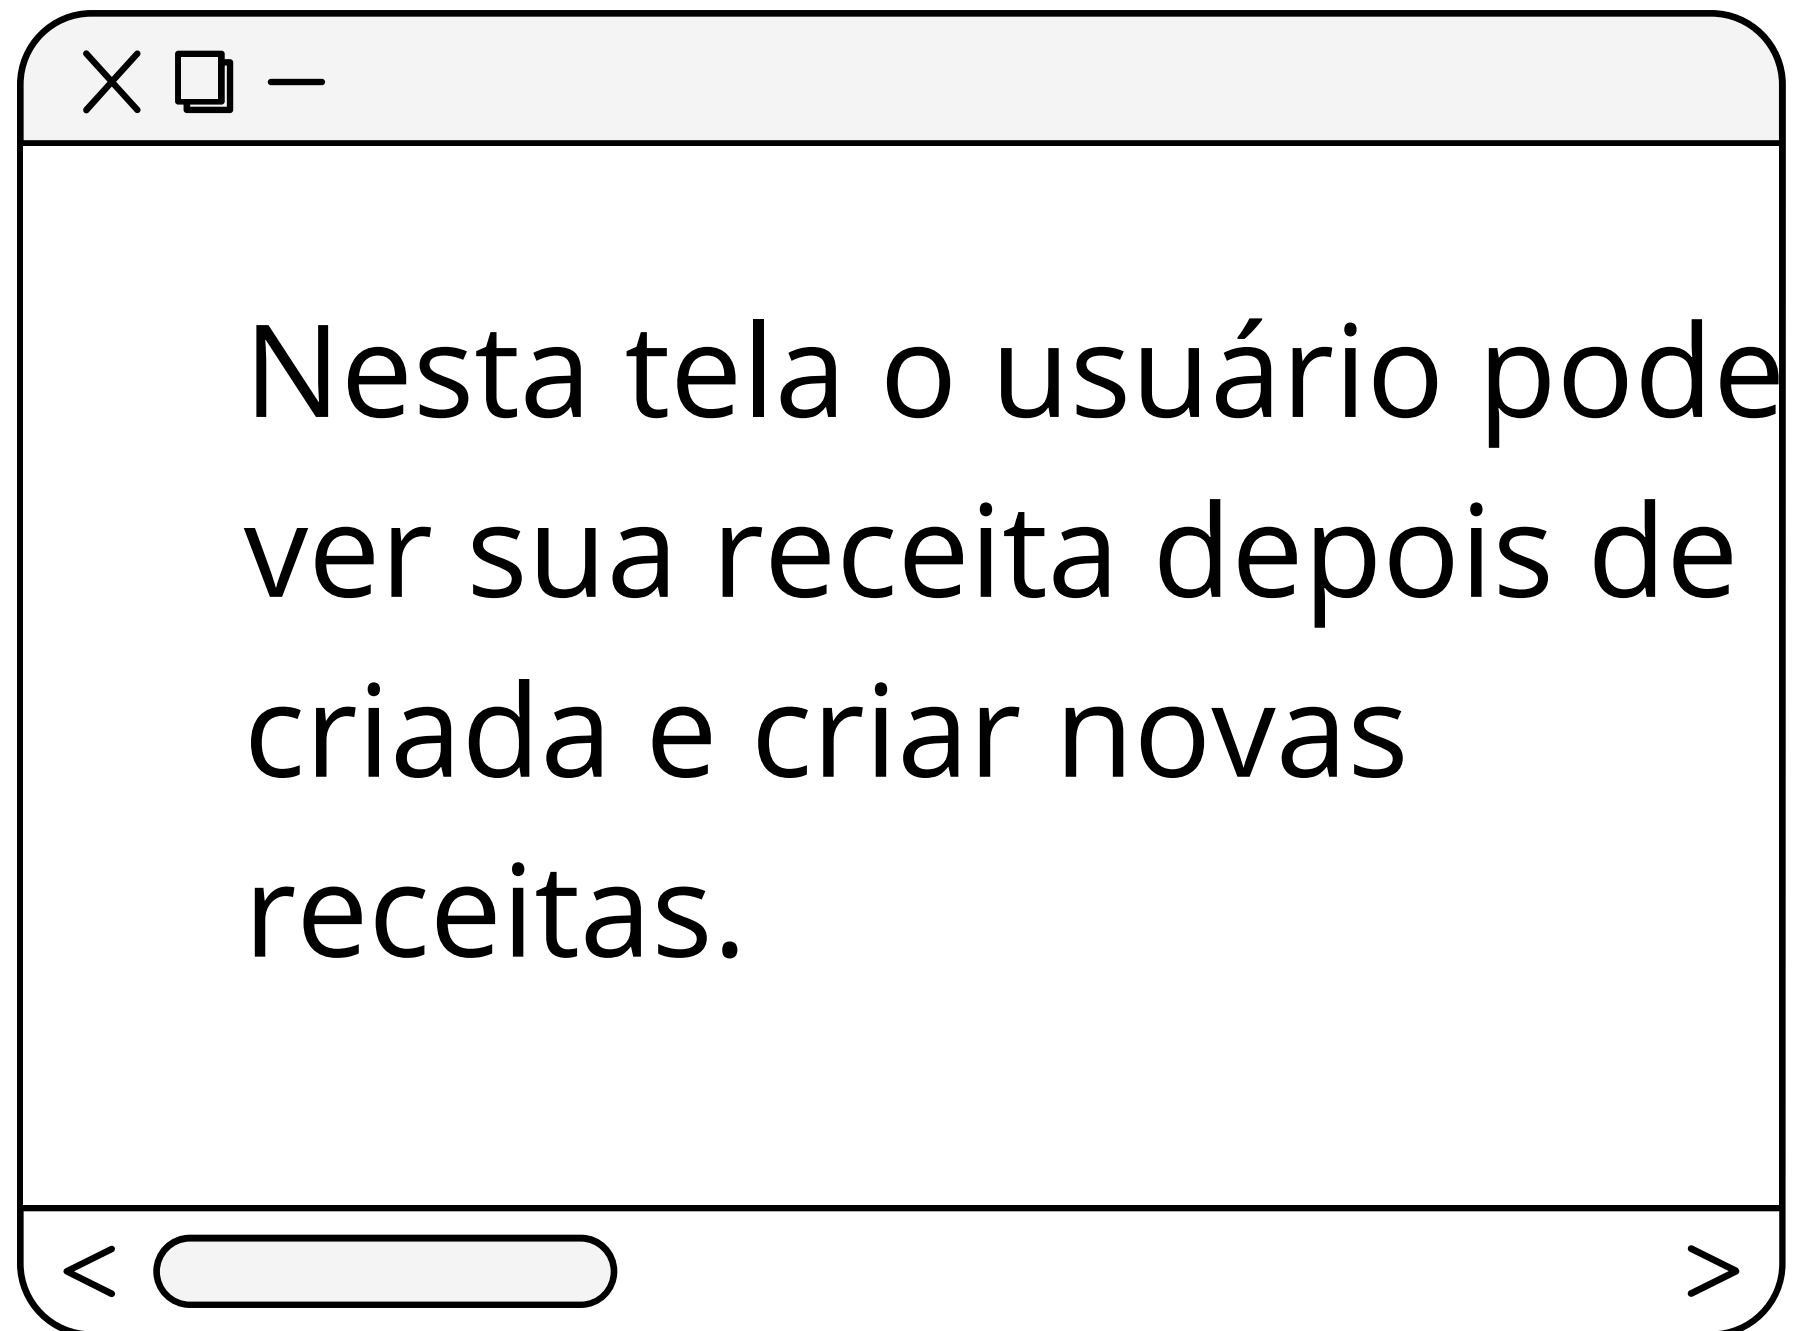 Nesta tela o usuário pode
ver sua receita depois de
criada e criar novas
receitas.